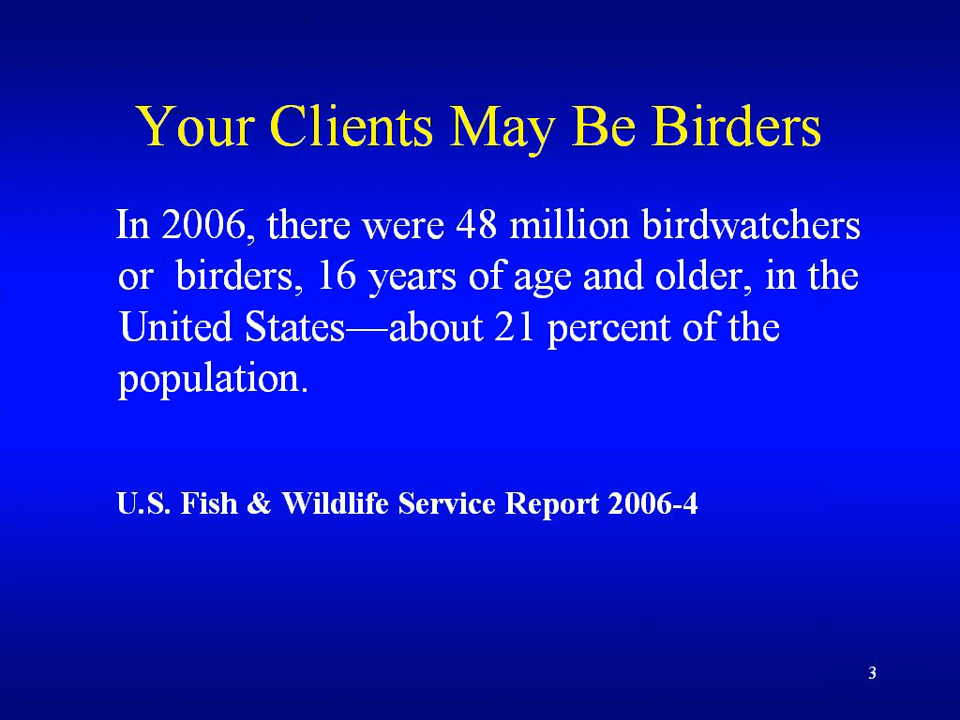 Your Clients May Be Birders
In 2006, there were 48 million birdwatchers
or  birders, 16 years of age and older, in the
United States—about 21 percent of the
population.
U.S. Fish & Wildlife Service Report 2006-4
3